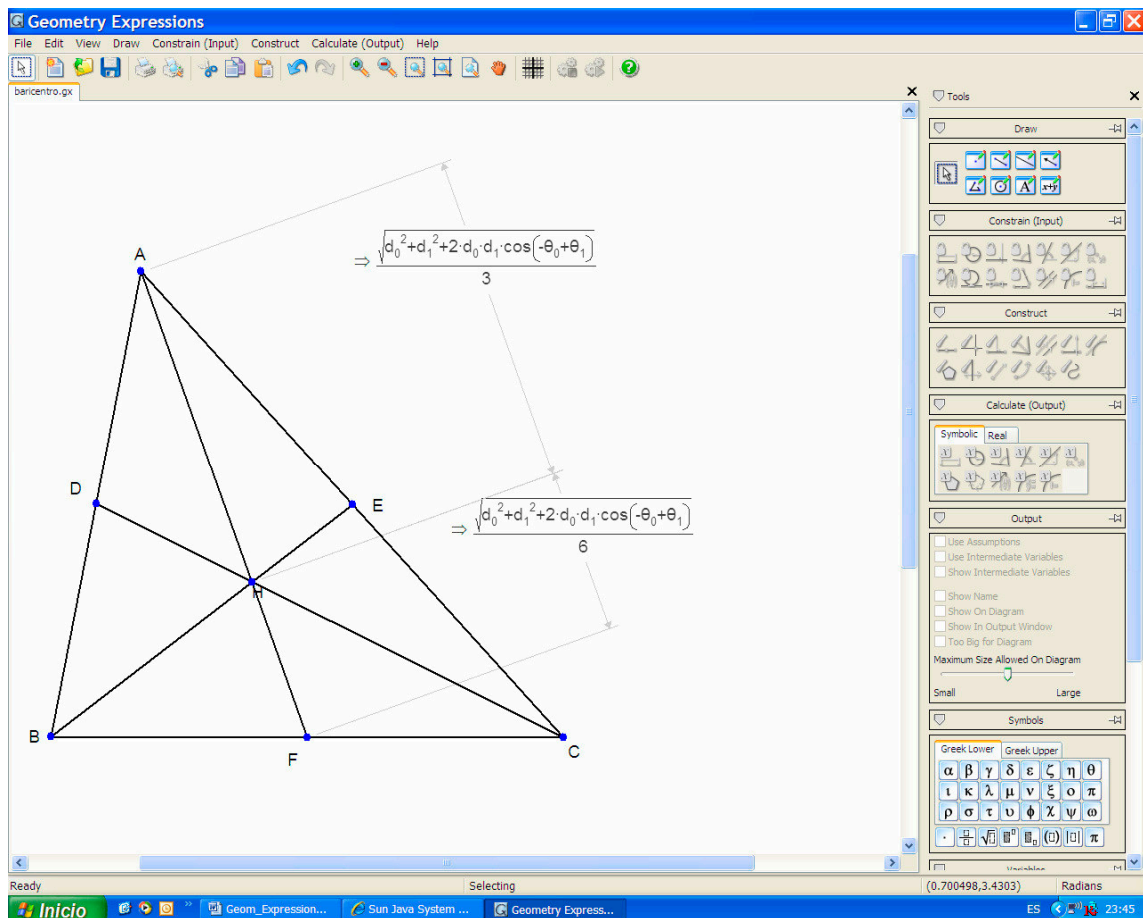 Geometry Expressions
File Edit View Draw Constrain (Input) Construct Calculate (Output) Help
baricentro.gx
A
⇒ √(d₀²+d₁²+2·d₀·d₁·cos(-θ₀+θ₁))/3
D
E
⇒ √(d₀²+d₁²+2·d₀·d₁·cos(-θ₀+θ₁))/6
H
B
F
C
Tools
Draw
Constrain (Input)
Construct
Calculate (Output)
Symbolic Real
Output
Use Assumptions
Use Intermediate Variables
Show Intermediate Variables
Show Name
Show On Diagram
Show In Output Window
Too Big for Diagram
Maximum Size Allowed On Diagram
Small Large
Symbols
Greek Lower Greek Upper
α β γ δ ε ζ η θ
ι κ λ μ ν ξ ο π
ρ σ τ υ ϕ χ ψ ω
π
Variables
Ready Selecting (0.700498,3.4303) Radians
Inicio Geom_Expression... Sun Java System ... Geometry Express... ES 23:45